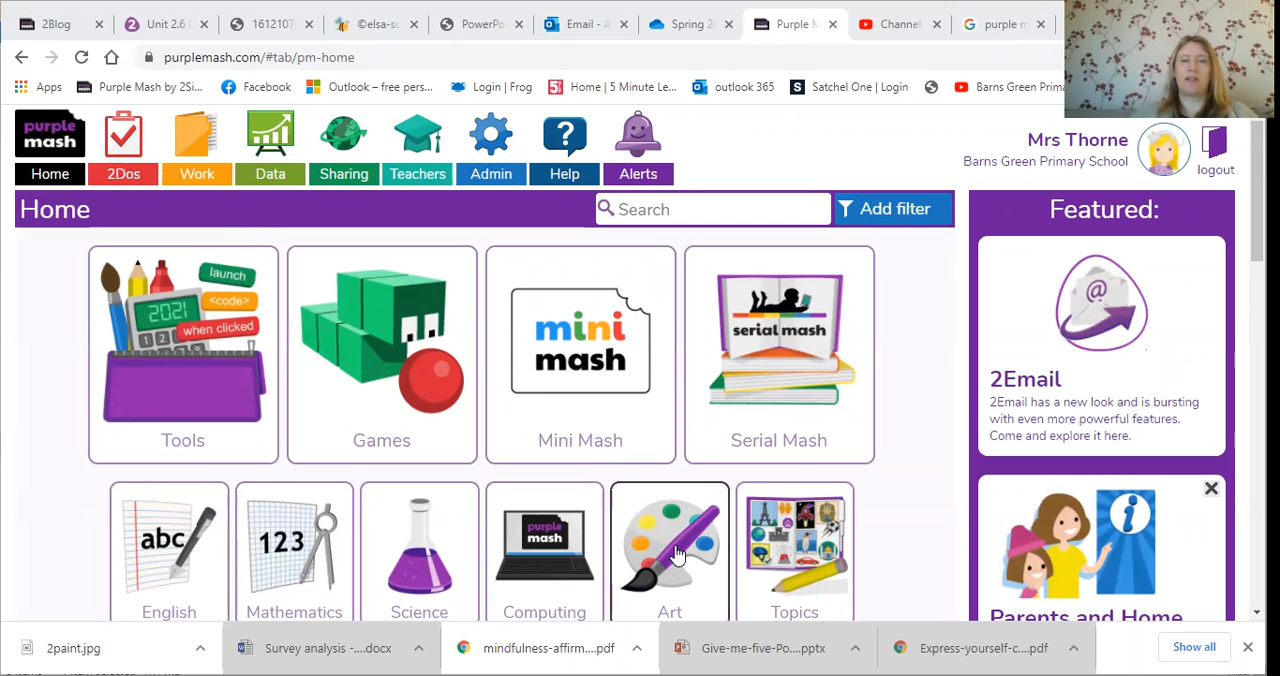 2Blog
Unit 2.6
1612107
©elsa-su
PowerPo
Email - A
Spring 2
Purple M
Channel
purple m
purplemash.com/#tab/pm-home
Apps
Purple Mash by 2Si...
Facebook
Outlook – free pers...
Login | Frog
Home | 5 Minute Le...
outlook 365
Satchel One | Login
Barns Green Prima
purple mash
Home
2Dos
Work
Data
Sharing
Teachers
Admin
Help
Alerts
Mrs Thorne
Barns Green Primary School
logout
Home
Search
Add filter
Featured:
launch
<code>
when clicked
2021
1 2
Tools
Games
mini
mash
Mini Mash
serial mash
Serial Mash
@
2Email
2Email has a new look and is bursting
with even more powerful features.
Come and explore it here.
abc
English
123
Mathematics
Science
purple
mash
Computing
Art
Topics
i
Parents and Home
2paint.jpg
Survey analysis -....docx
mindfulness-affirm....pdf
Give-me-five-Po....pptx
Express-yourself-c....pdf
Show all